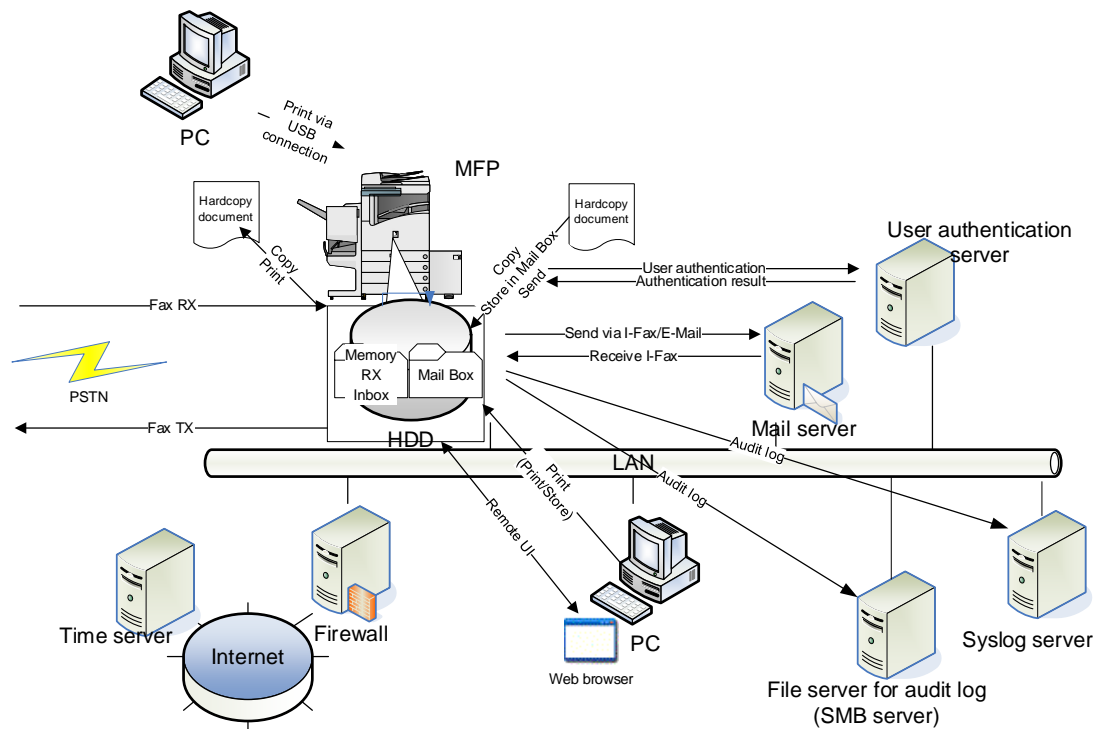 PC
Print via
USB
connection
MFP
Hardcopy
document
Hardcopy
document
Copy
Print
Copy
Store in Mail Box
Send
User authentication
server
User authentication
Authentication result
Fax RX
Send via I-Fax/E-Mail
Receive I-Fax
Memory
RX
Inbox
Mail Box
PSTN
Fax TX
HDD
Mail server
LAN
Audit log
Audit log
Print
(Print/Store)
Remote UI
Time server
Firewall
Internet
PC
Web browser
Syslog server
File server for audit log
(SMB server)